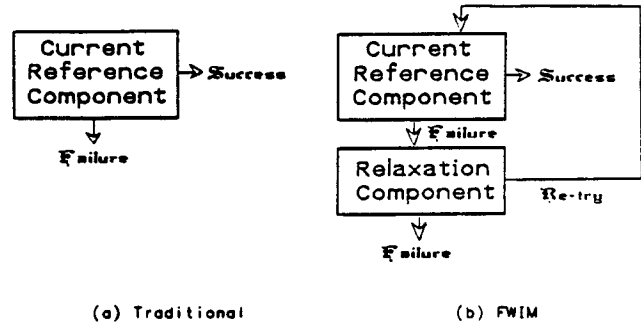 Current
Reference
Component
Success
Failure
(a) Traditional
Current
Reference
Component
Success
Failure
Relaxation
Component
Re-try
Failure
(b) FWIM